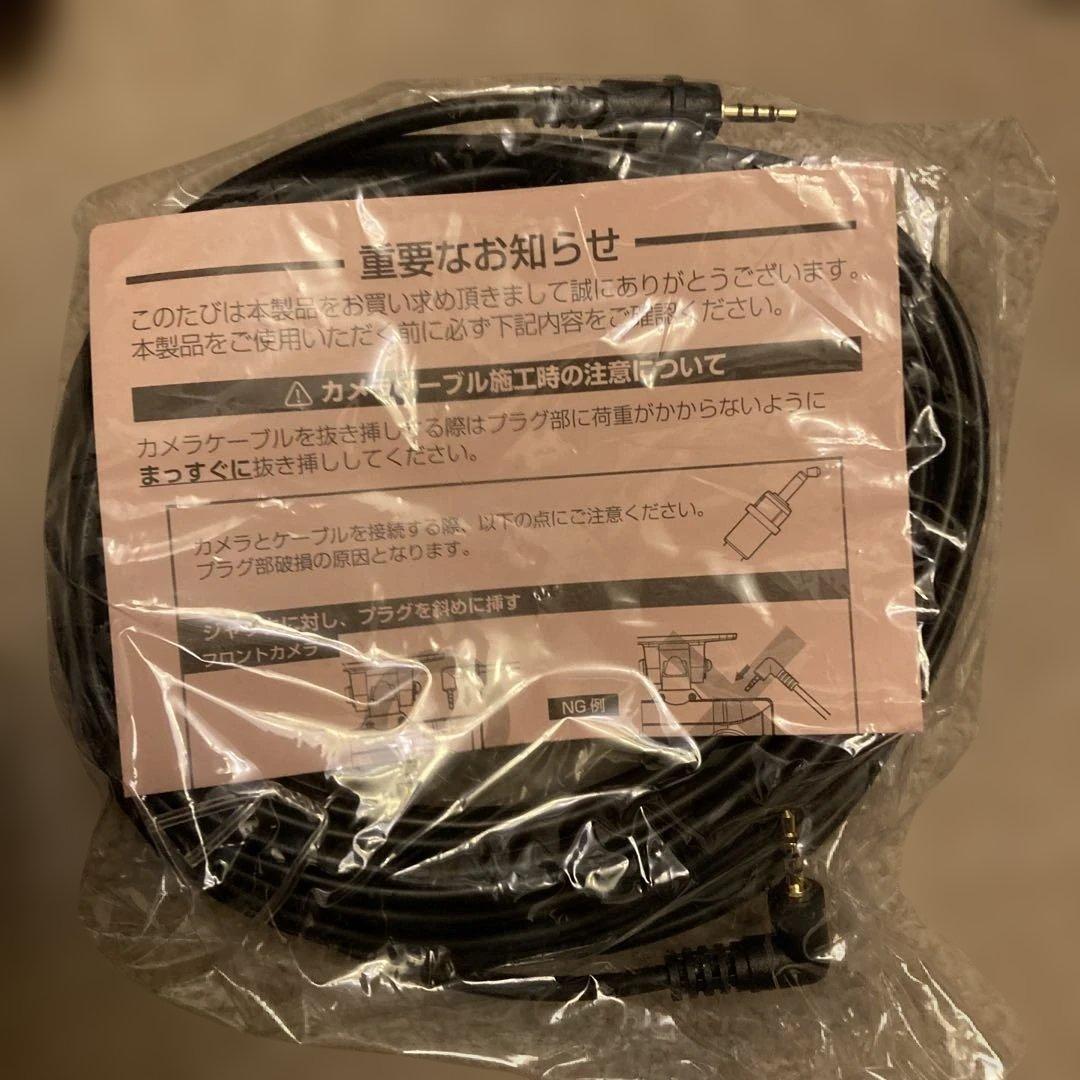 重要なお知らせ
このたびは本製品をお買い求め頂きまして誠にありがとうございます。
本製品をご使用いただく前に必ず下記内容をご確認ください。
カメラケーブル施工時の注意について
カメラケーブルを抜き挿しする際はプラグ部に荷重がかからないように
まっすぐに抜き挿ししてください。
カメラとケーブルを接続する際、以下の点にご注意ください。
プラグ部破損の原因となります。
ジャックに対し、プラグを斜めに挿す
フロントカメラ
NG 例